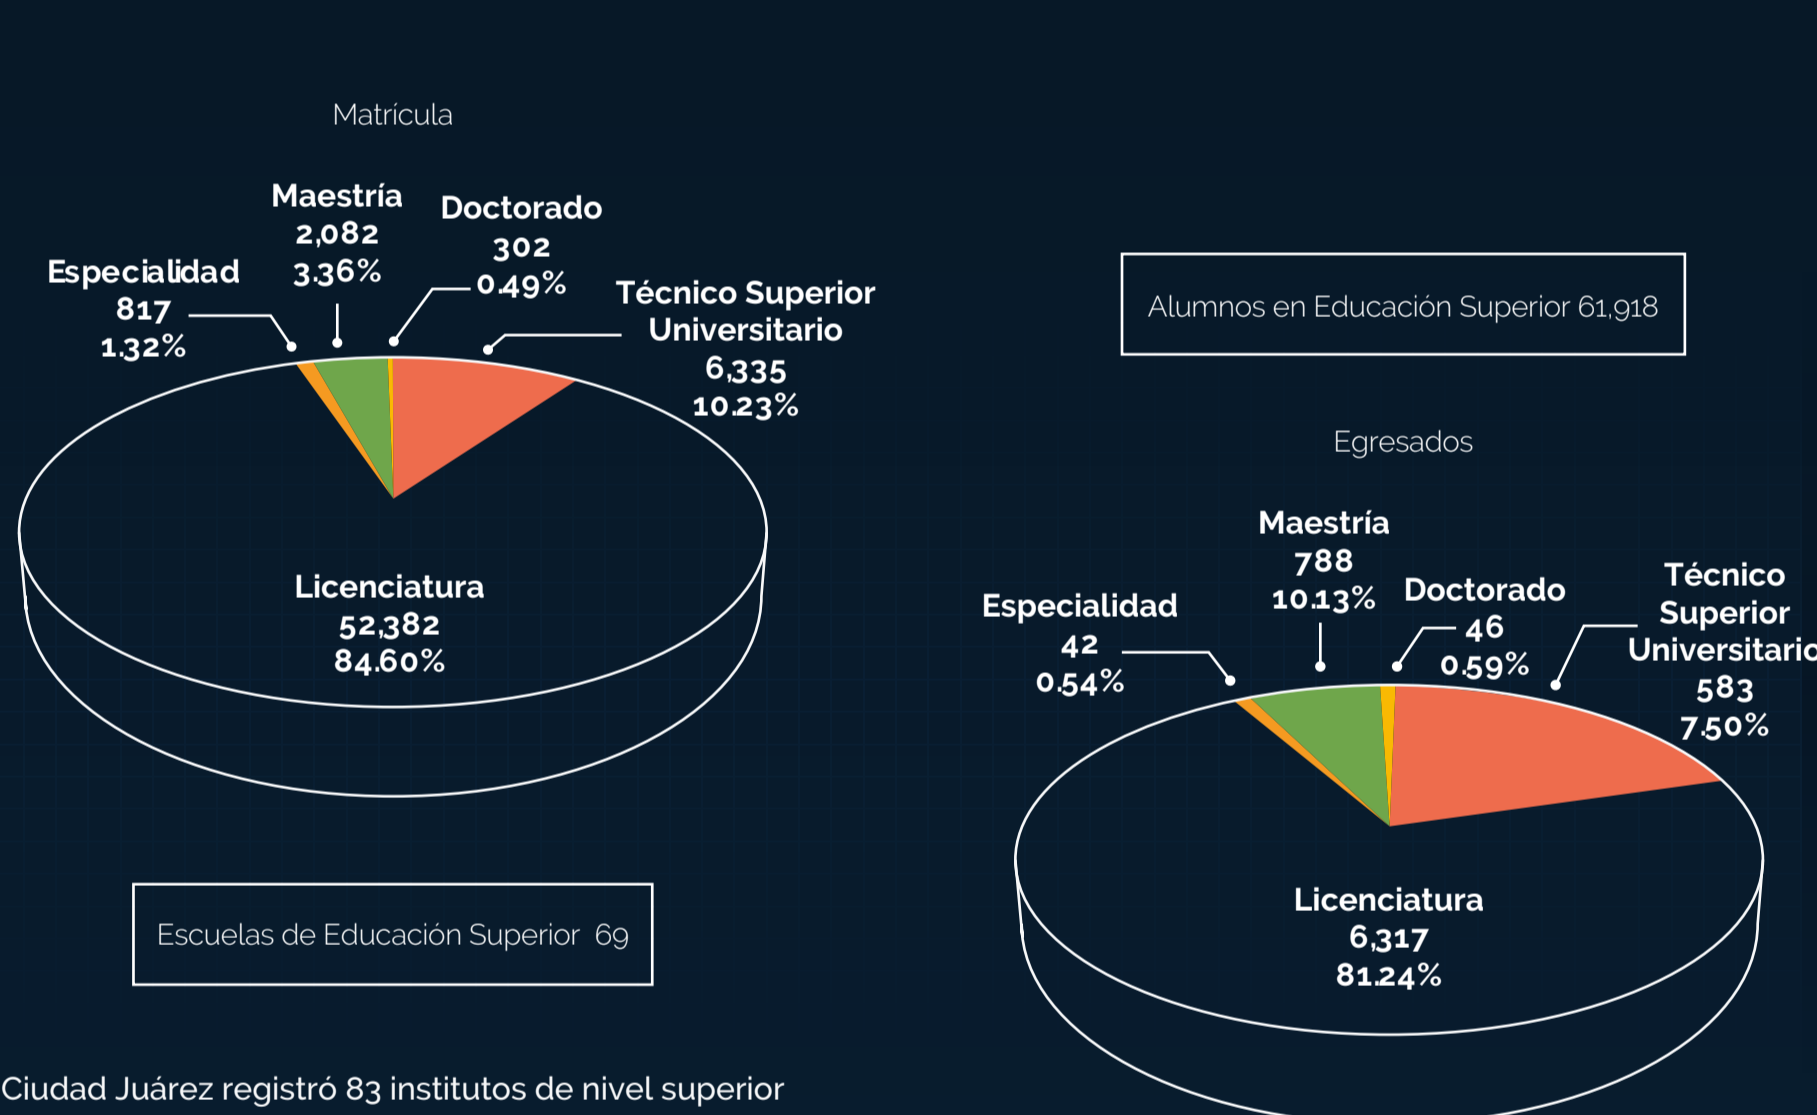 Matrícula
Maestría
2,082
3.36%
Doctorado
302
0.49%
Especialidad
817
1.32%
Técnico Superior
Universitario
6,335
10.23%
Licenciatura
52,382
84.60%
Alumnos en Educación Superior 61,918
Egresados
Maestría
788
10.13%
Doctorado
46
0.59%
Especialidad
42
0.54%
Técnico
Superior
Universitario
583
7.50%
Licenciatura
6,317
81.24%
Escuelas de Educación Superior 69
Ciudad Juárez registró 83 institutos de nivel superior